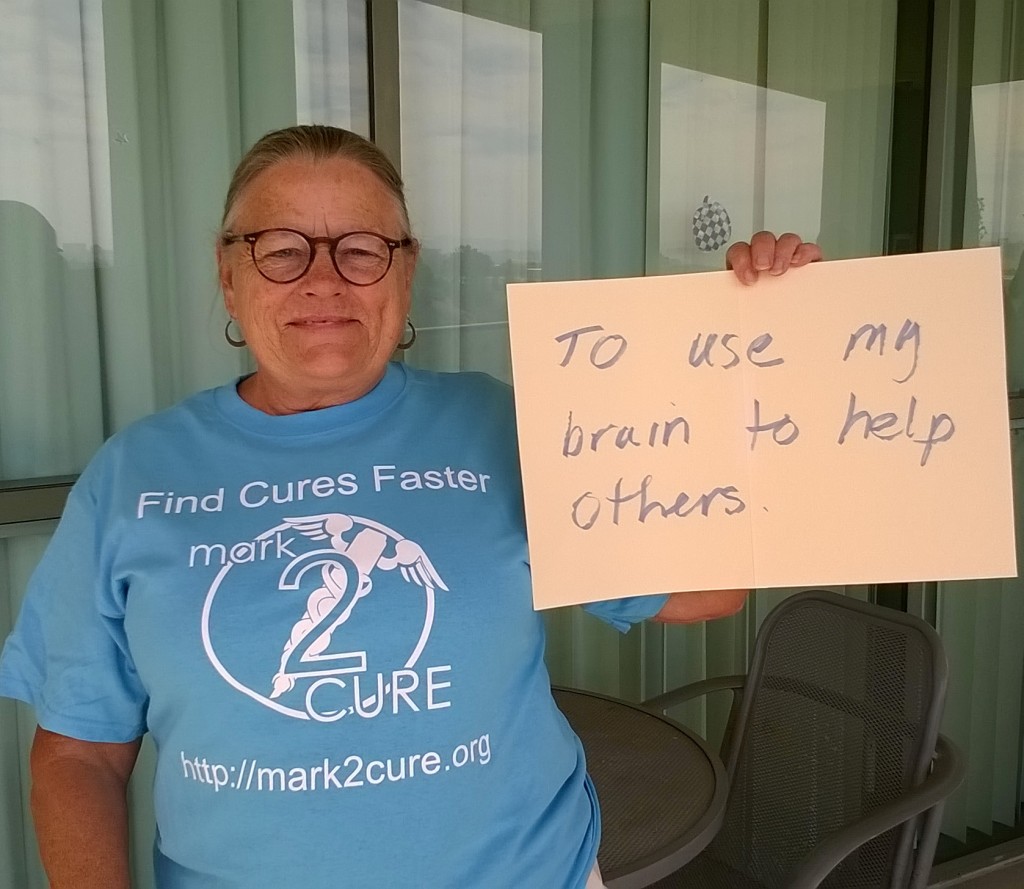 To use my
brain to help
others.
Find Cures Faster
mark
2
CURE
http://mark2cure.org